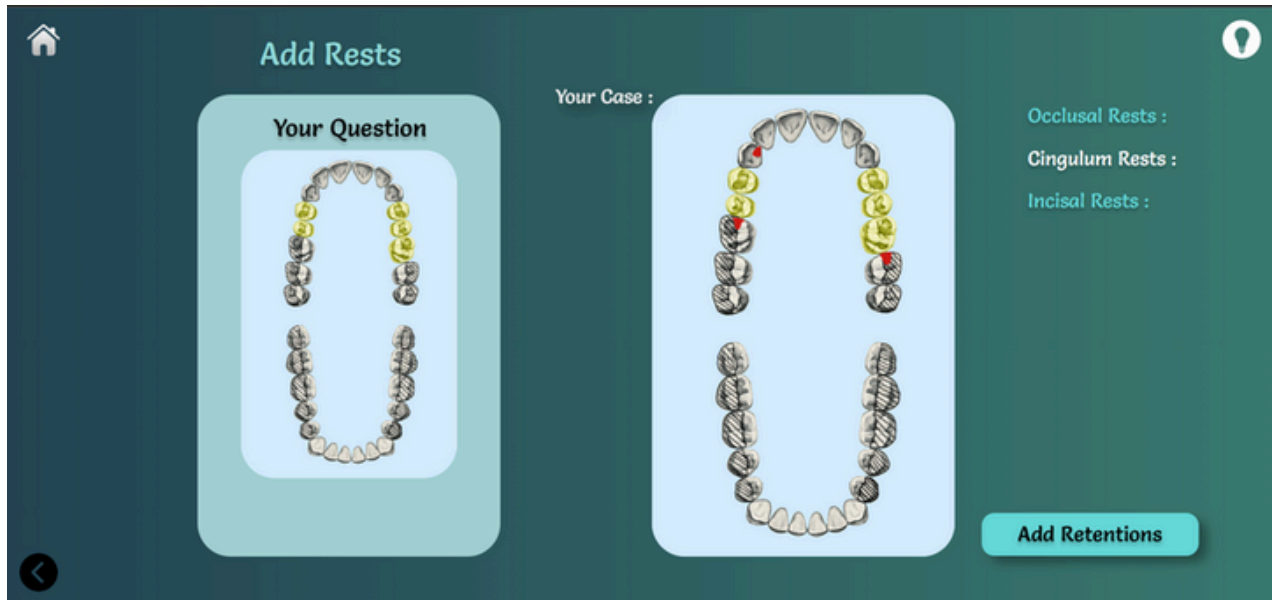 Add Rests
Your Question
Your Case :
Occlusal Rests :
Cingulum Rests :
Incisal Rests :
Add Retentions